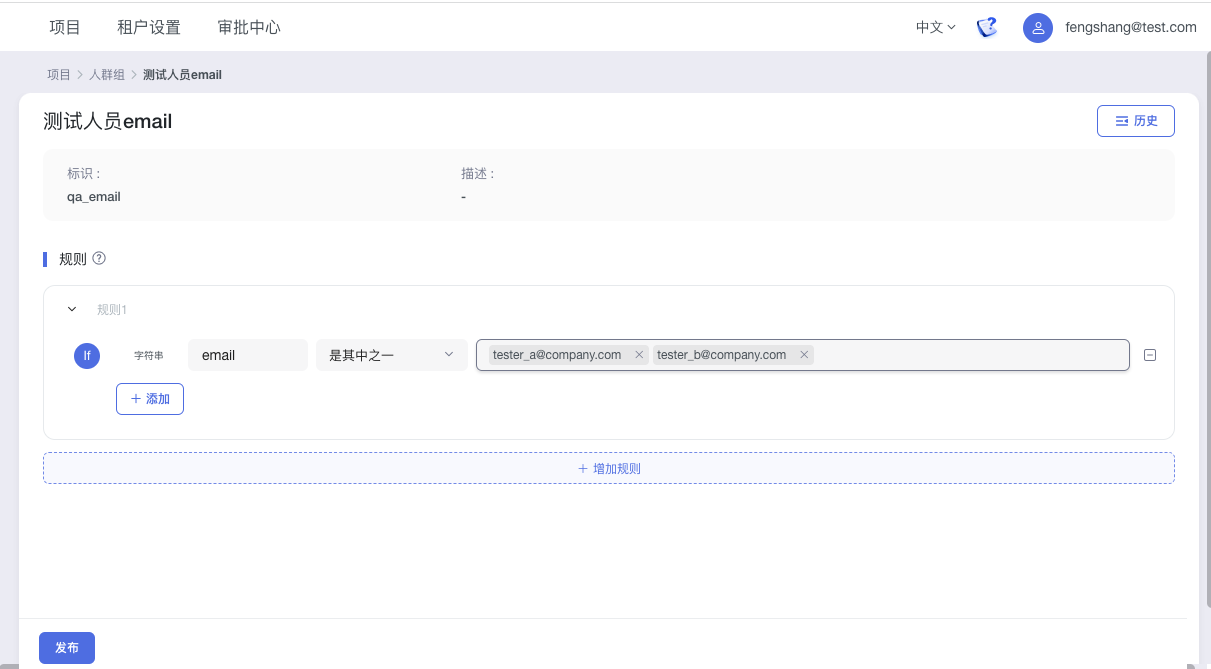 项目 租户设置 审批中心 中文 fengshang@test.com
项目 > 人群组 > 测试人员email
测试人员email 历史
标识： 描述：
qa_email -
规则 ?
规则1
If 字符串 email 是其中之一 tester_a@company.com × tester_b@company.com ×
+ 添加
+ 增加规则
发布